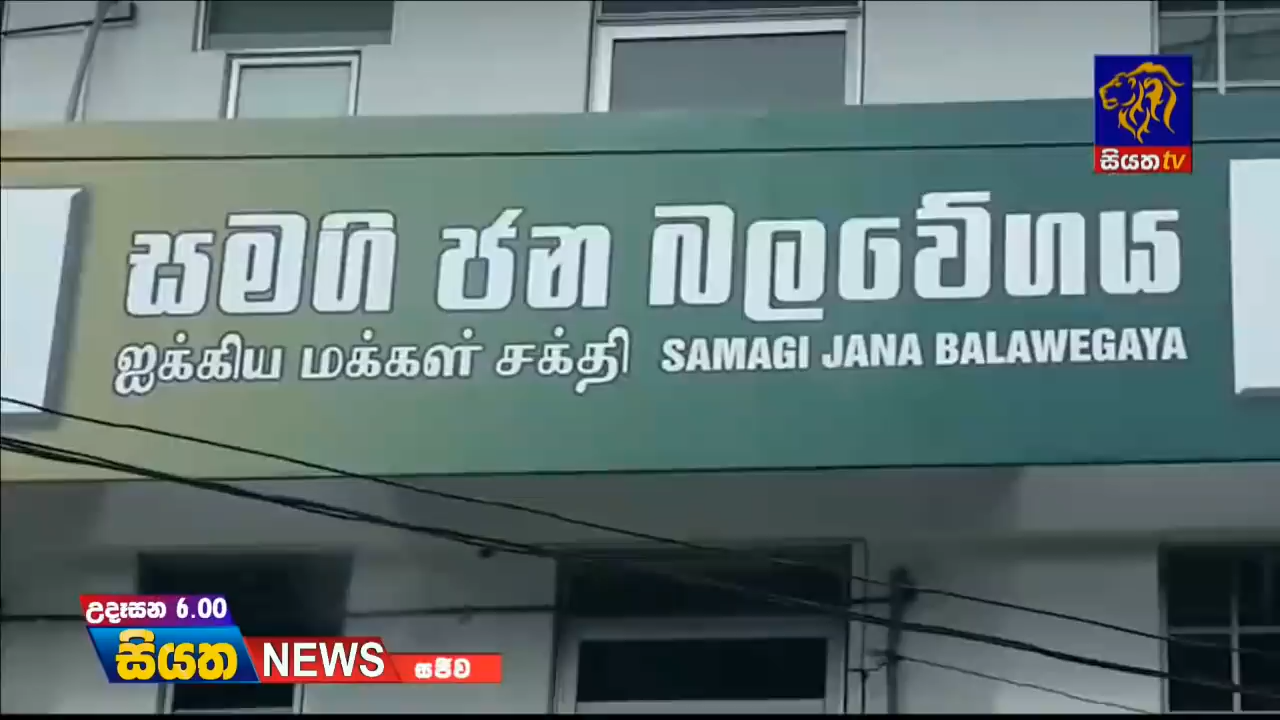 සියත tv
සමගි ජන බලවේගය
ஐக்கிய மக்கள் சக்தி SAMAGI JANA BALAWEGAYA
උදෑසන 6.00
සියත NEWS
සජීව